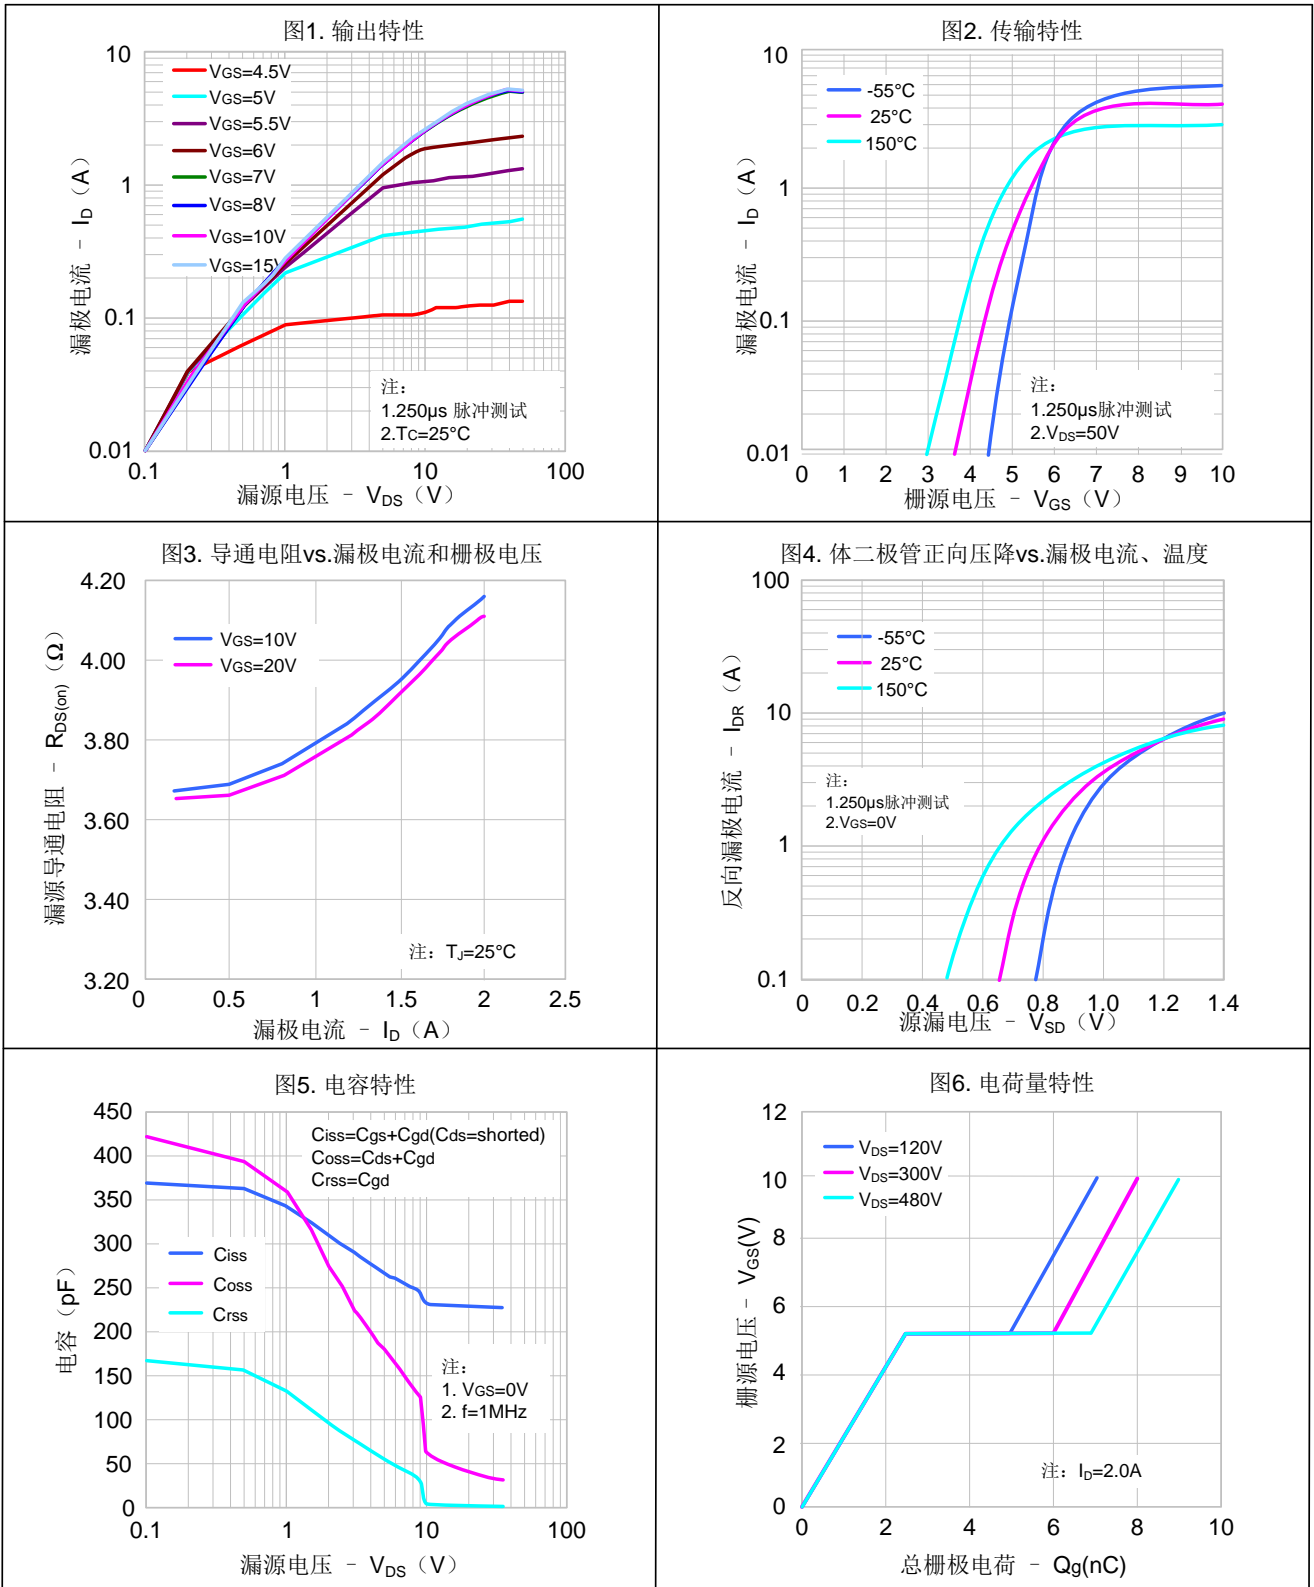 图1. 输出特性
漏极电流 - ID（A）
10
1
0.1
0.01
VGS=4.5V
VGS=5V
VGS=5.5V
VGS=6V
VGS=7V
VGS=8V
VGS=10V
VGS=15V
注：
1.250μs 脉冲测试
2.TC=25°C
0.1 1 10 100
漏源电压 - VDS（V）
图2. 传输特性
漏极电流 - ID（A）
10
1
0.1
0.01
-55°C
25°C
150°C
注：
1.250μs脉冲测试
2.VDS=50V
0 1 2 3 4 5 6 7 8 9 10
栅源电压 - VGS（V）
图3. 导通电阻vs.漏极电流和栅极电压
漏源导通电阻 - RDS(on)（Ω）
4.20
4.00
3.80
3.60
3.40
3.20
VGS=10V
VGS=20V
注：TJ=25°C
0 0.5 1 1.5 2 2.5
漏极电流 - ID（A）
图4. 体二极管正向压降vs.漏极电流、温度
反向漏极电流 - IDR（A）
100
10
1
0.1
-55°C
25°C
150°C
注：
1.250μs脉冲测试
2.VGS=0V
0 0.2 0.4 0.6 0.8 1.0 1.2 1.4
源漏电压 - VSD（V）
图5. 电容特性
电容（pF）
450
400
350
300
250
200
150
100
50
0
Ciss=Cgs+Cgd(Cds=shorted)
Coss=Cds+Cgd
Crss=Cgd
Ciss
Coss
Crss
注：
1. VGS=0V
2. f=1MHz
0.1 1 10 100
漏源电压 - VDS（V）
图6. 电荷量特性
栅源电压 - VGS(V)
12
10
8
6
4
2
0
VDS=120V
VDS=300V
VDS=480V
注：ID=2.0A
0 2 4 6 8 10
总栅极电荷 - Qg(nC)